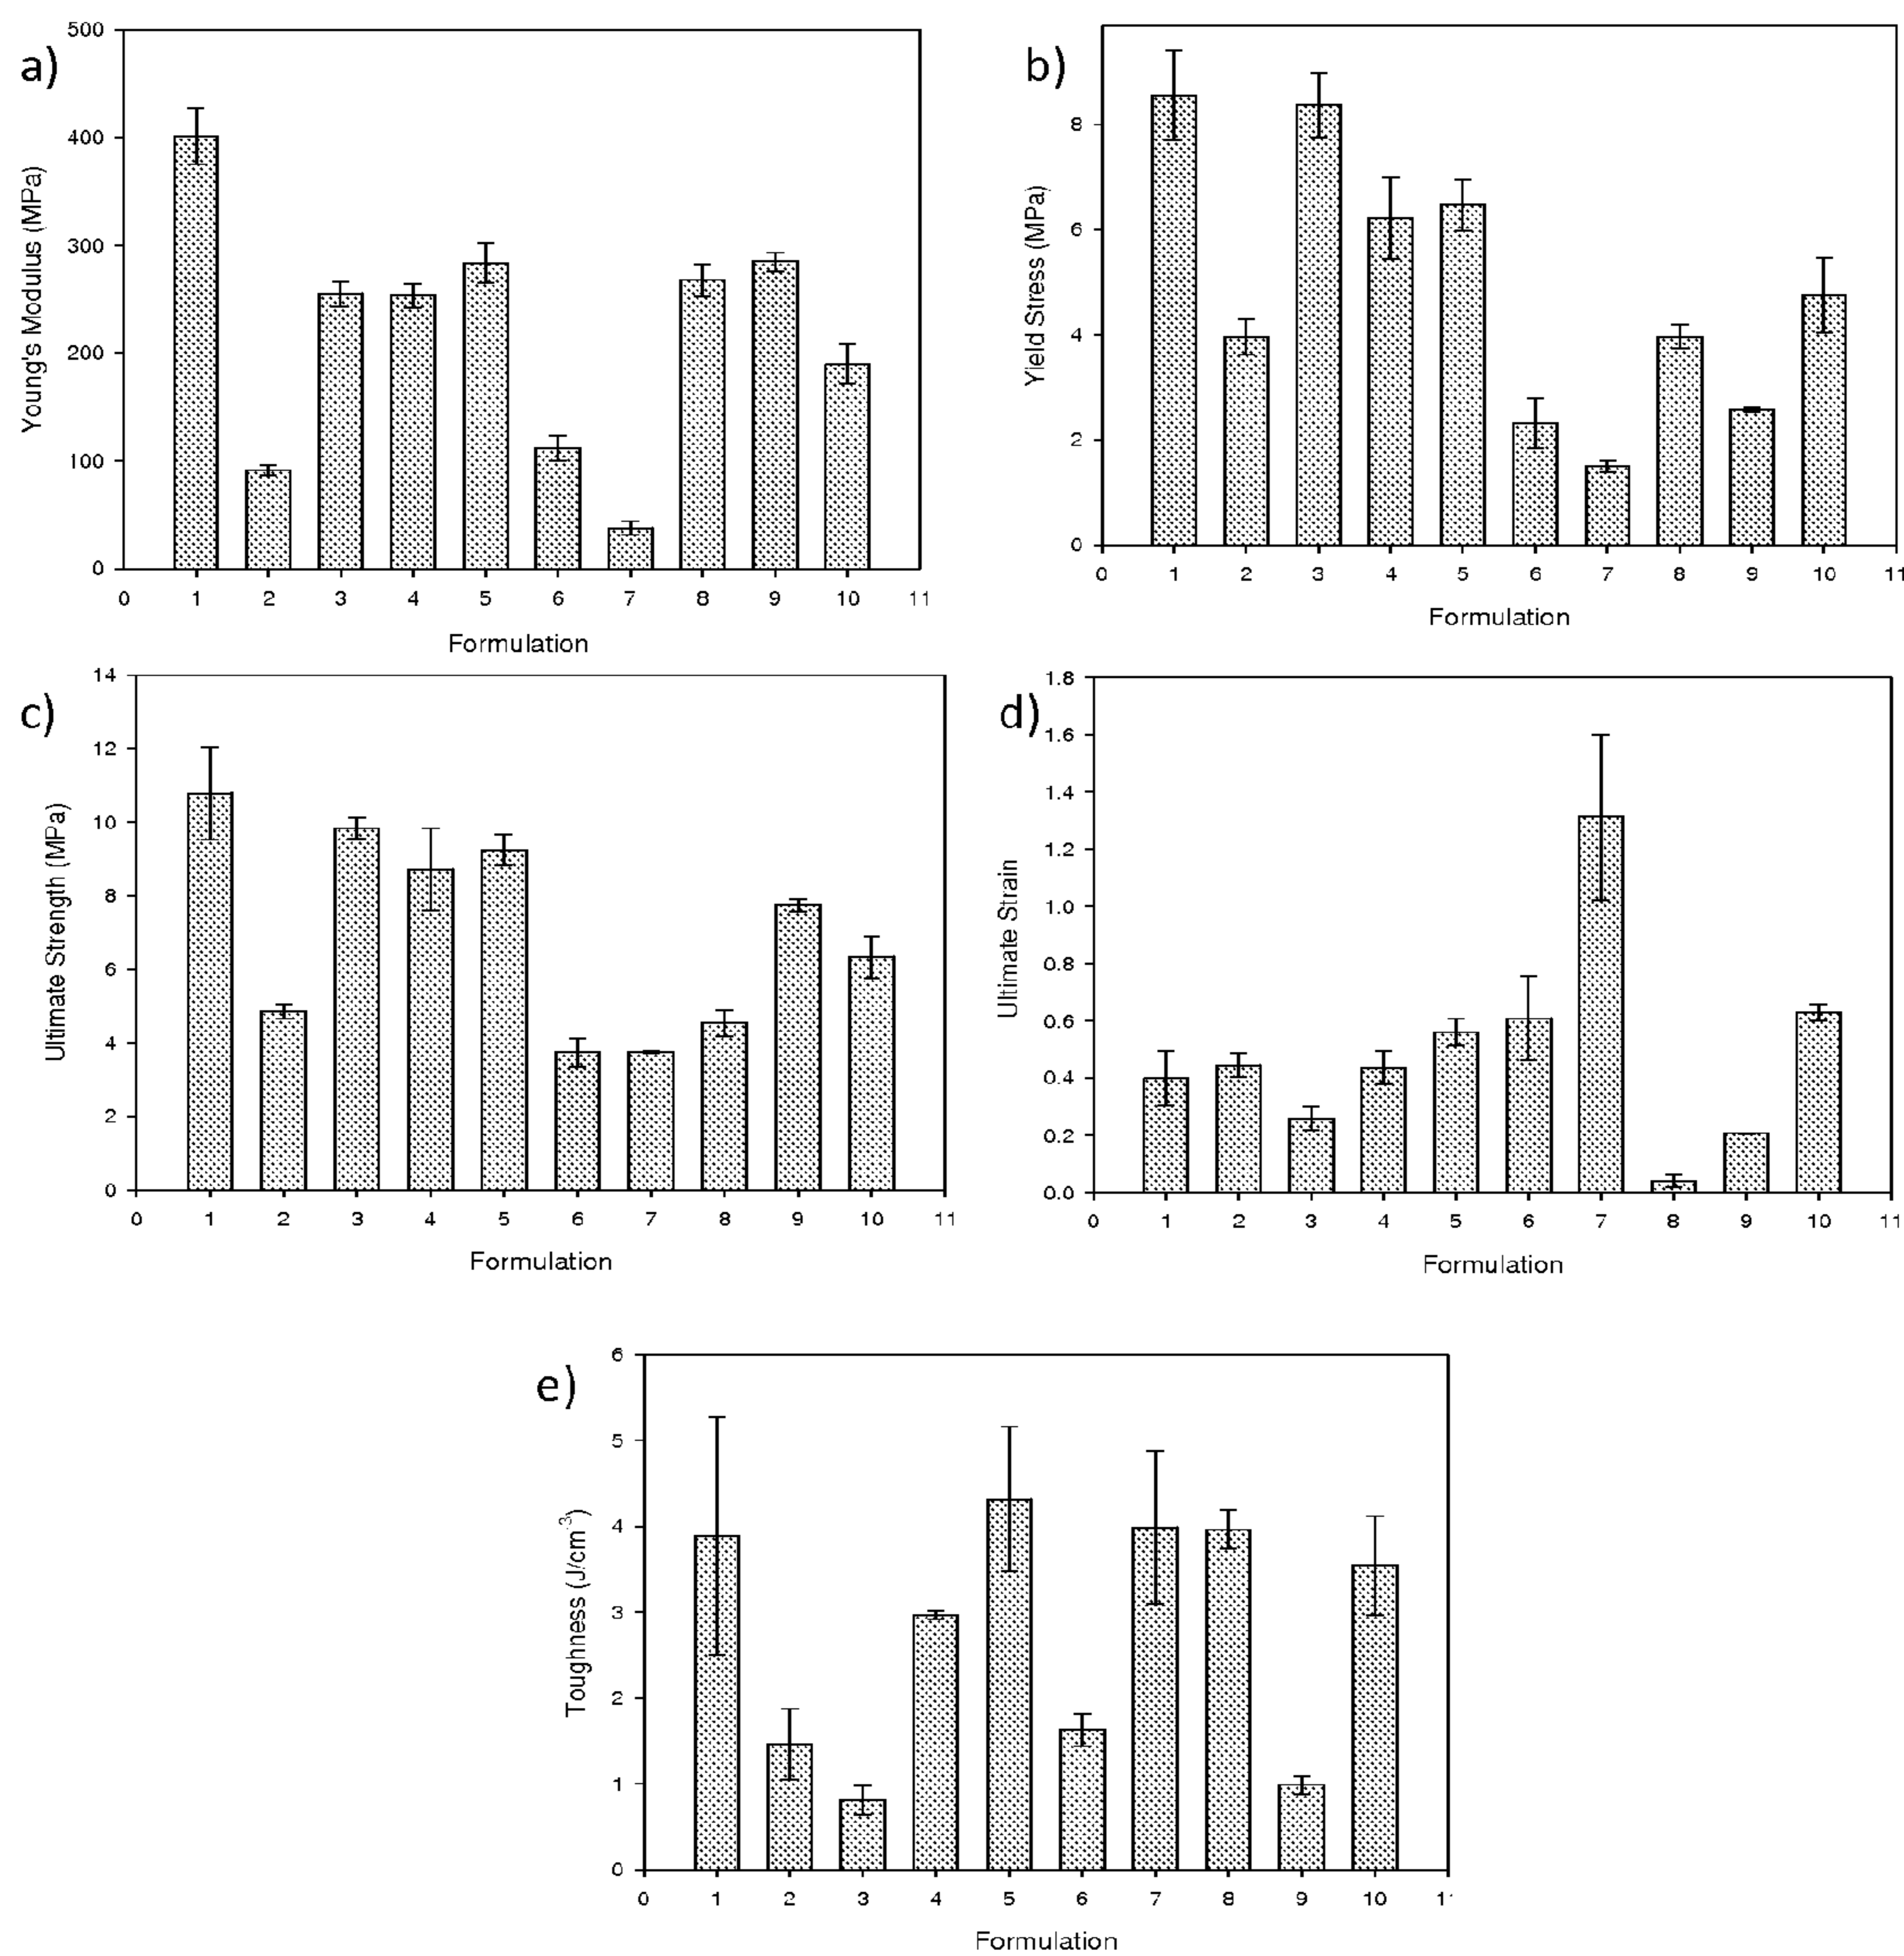 a)
Young's Modulus (MPa)
500
400
300
200
100
0
0 1 2 3 4 5 6 7 8 9 10 11
Formulation
b)
Yield Stress (MPa)
8
6
4
2
0
0 1 2 3 4 5 6 7 8 9 10 11
Formulation
c)
Ultimate Strength (MPa)
14
12
10
8
6
4
2
0
0 1 2 3 4 5 6 7 8 9 10 11
Formulation
d)
Ultimate Strain
1.8
1.6
1.4
1.2
1.0
0.8
0.6
0.4
0.2
0.0
0 1 2 3 4 5 6 7 8 9 10 11
Formulation
e)
Toughness (J/cm⁻³)
6
5
4
3
2
1
0
0 1 2 3 4 5 6 7 8 9 10 1
Formulation